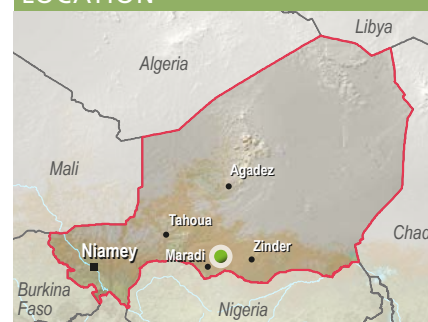 LOCATION
Libya
Algeria
Mali
Agadez
Tahoua
Chad
Niamey
Maradi
Zinder
Burkina
Faso
Nigeria